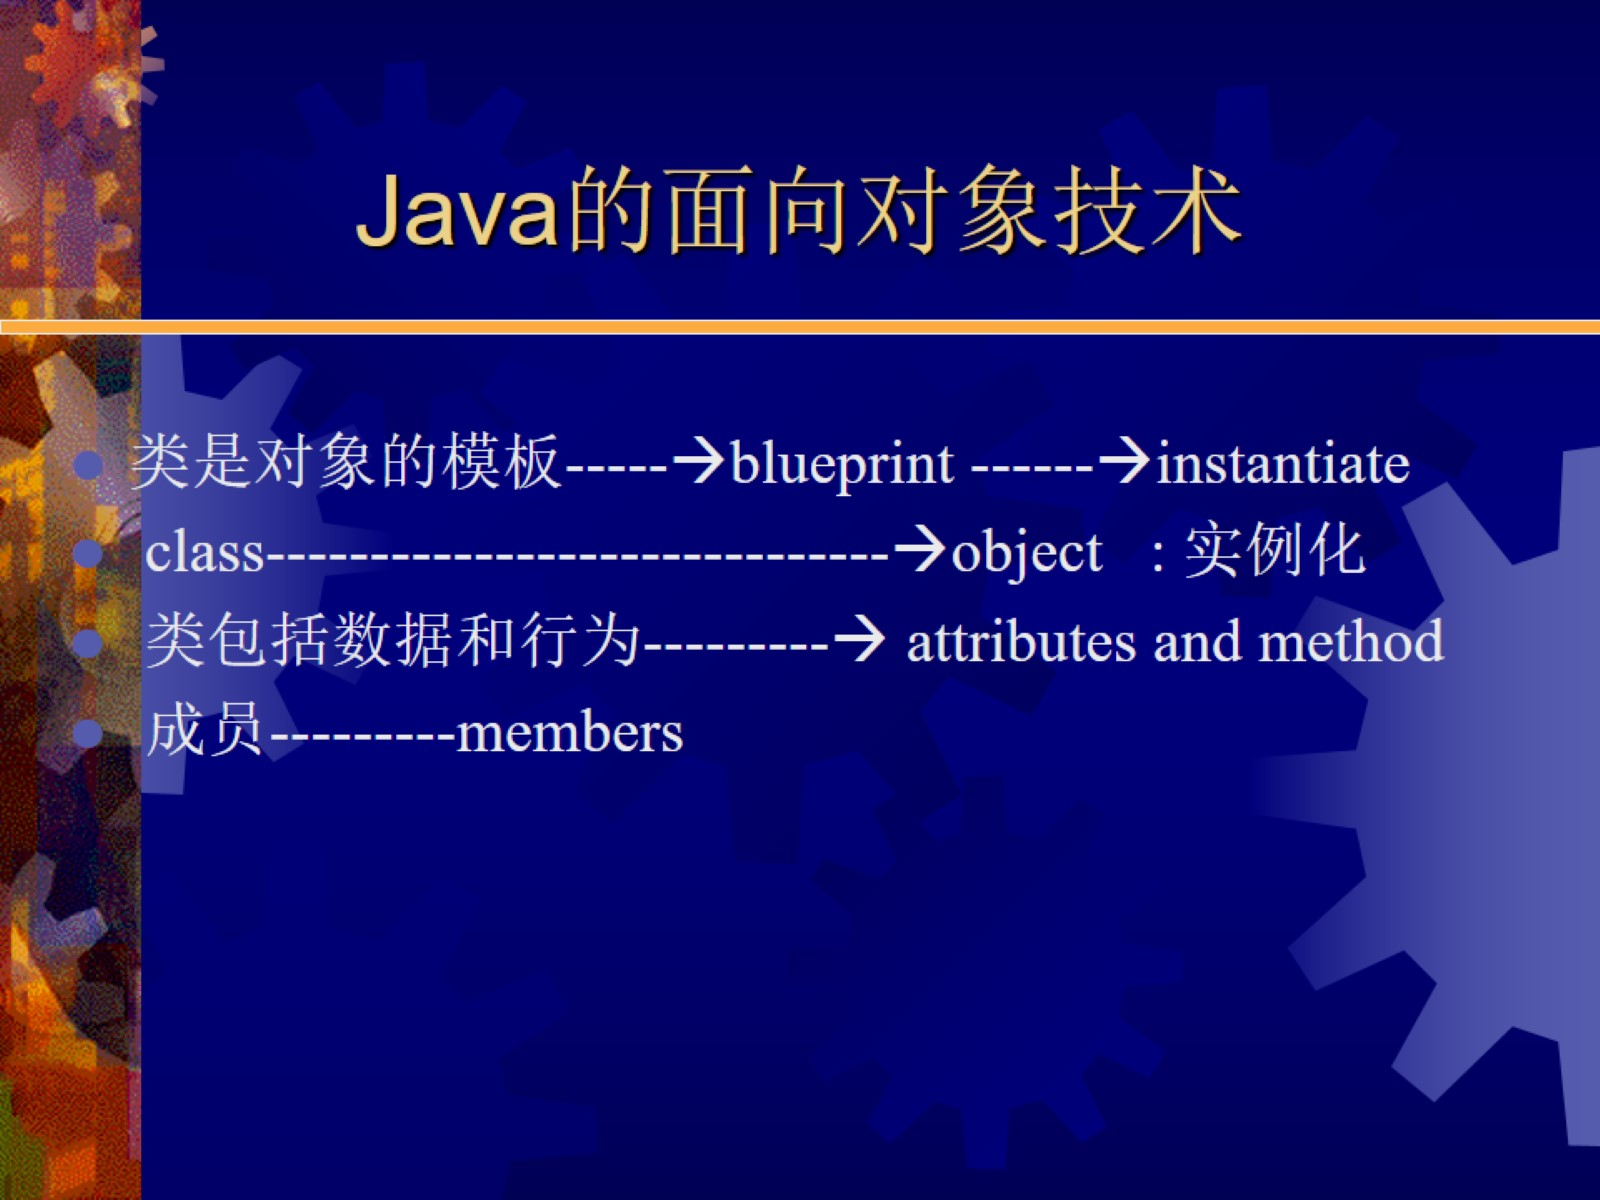 Java的面向对象技术
类是对象的模板-----→blueprint ------→instantiate
class------------------------------→object : 实例化
类包括数据和行为---------→ attributes and method
成员---------members